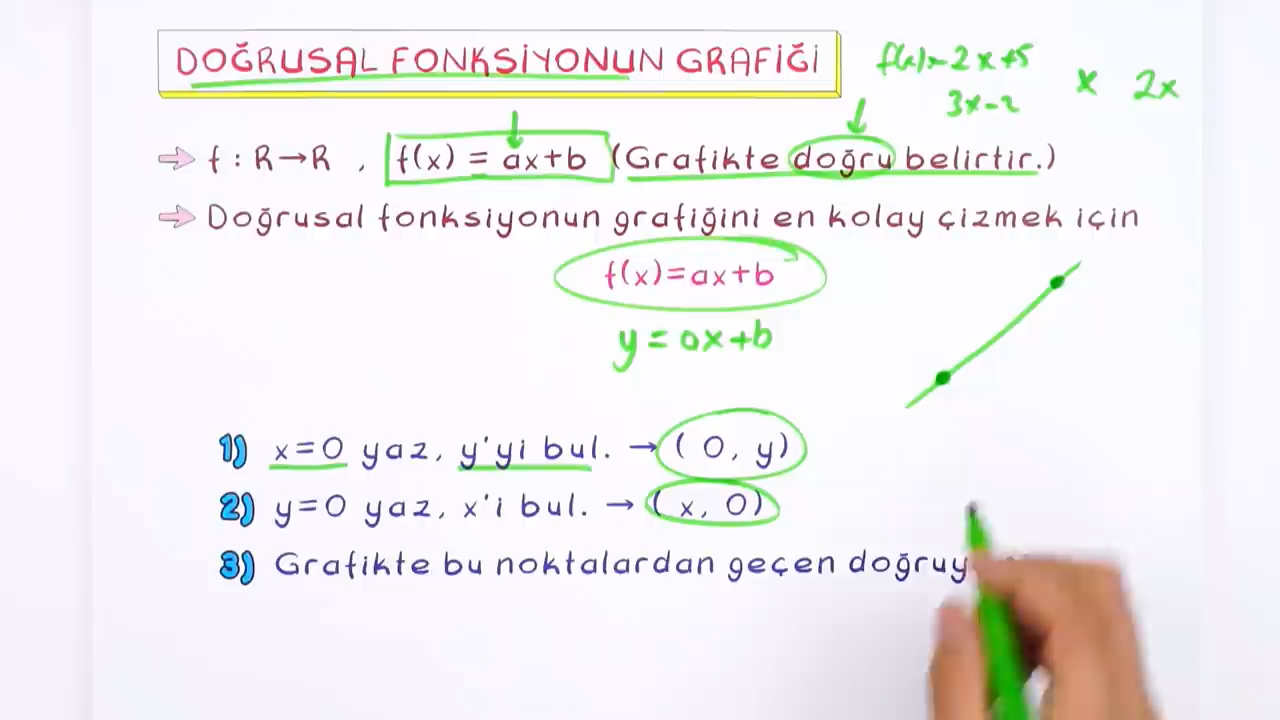 DOĞRUSAL FONKSİYONUN GRAFİĞİ
f(x)=2x+5
3x-2
x 2x
f : R→R , f(x) = ax+b (Grafikte doğru belirtir.)
Doğrusal fonksiyonun grafiğini en kolay çizmek için
f(x)=ax+b
y = ax+b
1) x=0 yaz, y'yi bul. → ( 0, y)
2) y=0 yaz, x'i bul. → ( x, 0)
3) Grafikte bu noktalardan geçen